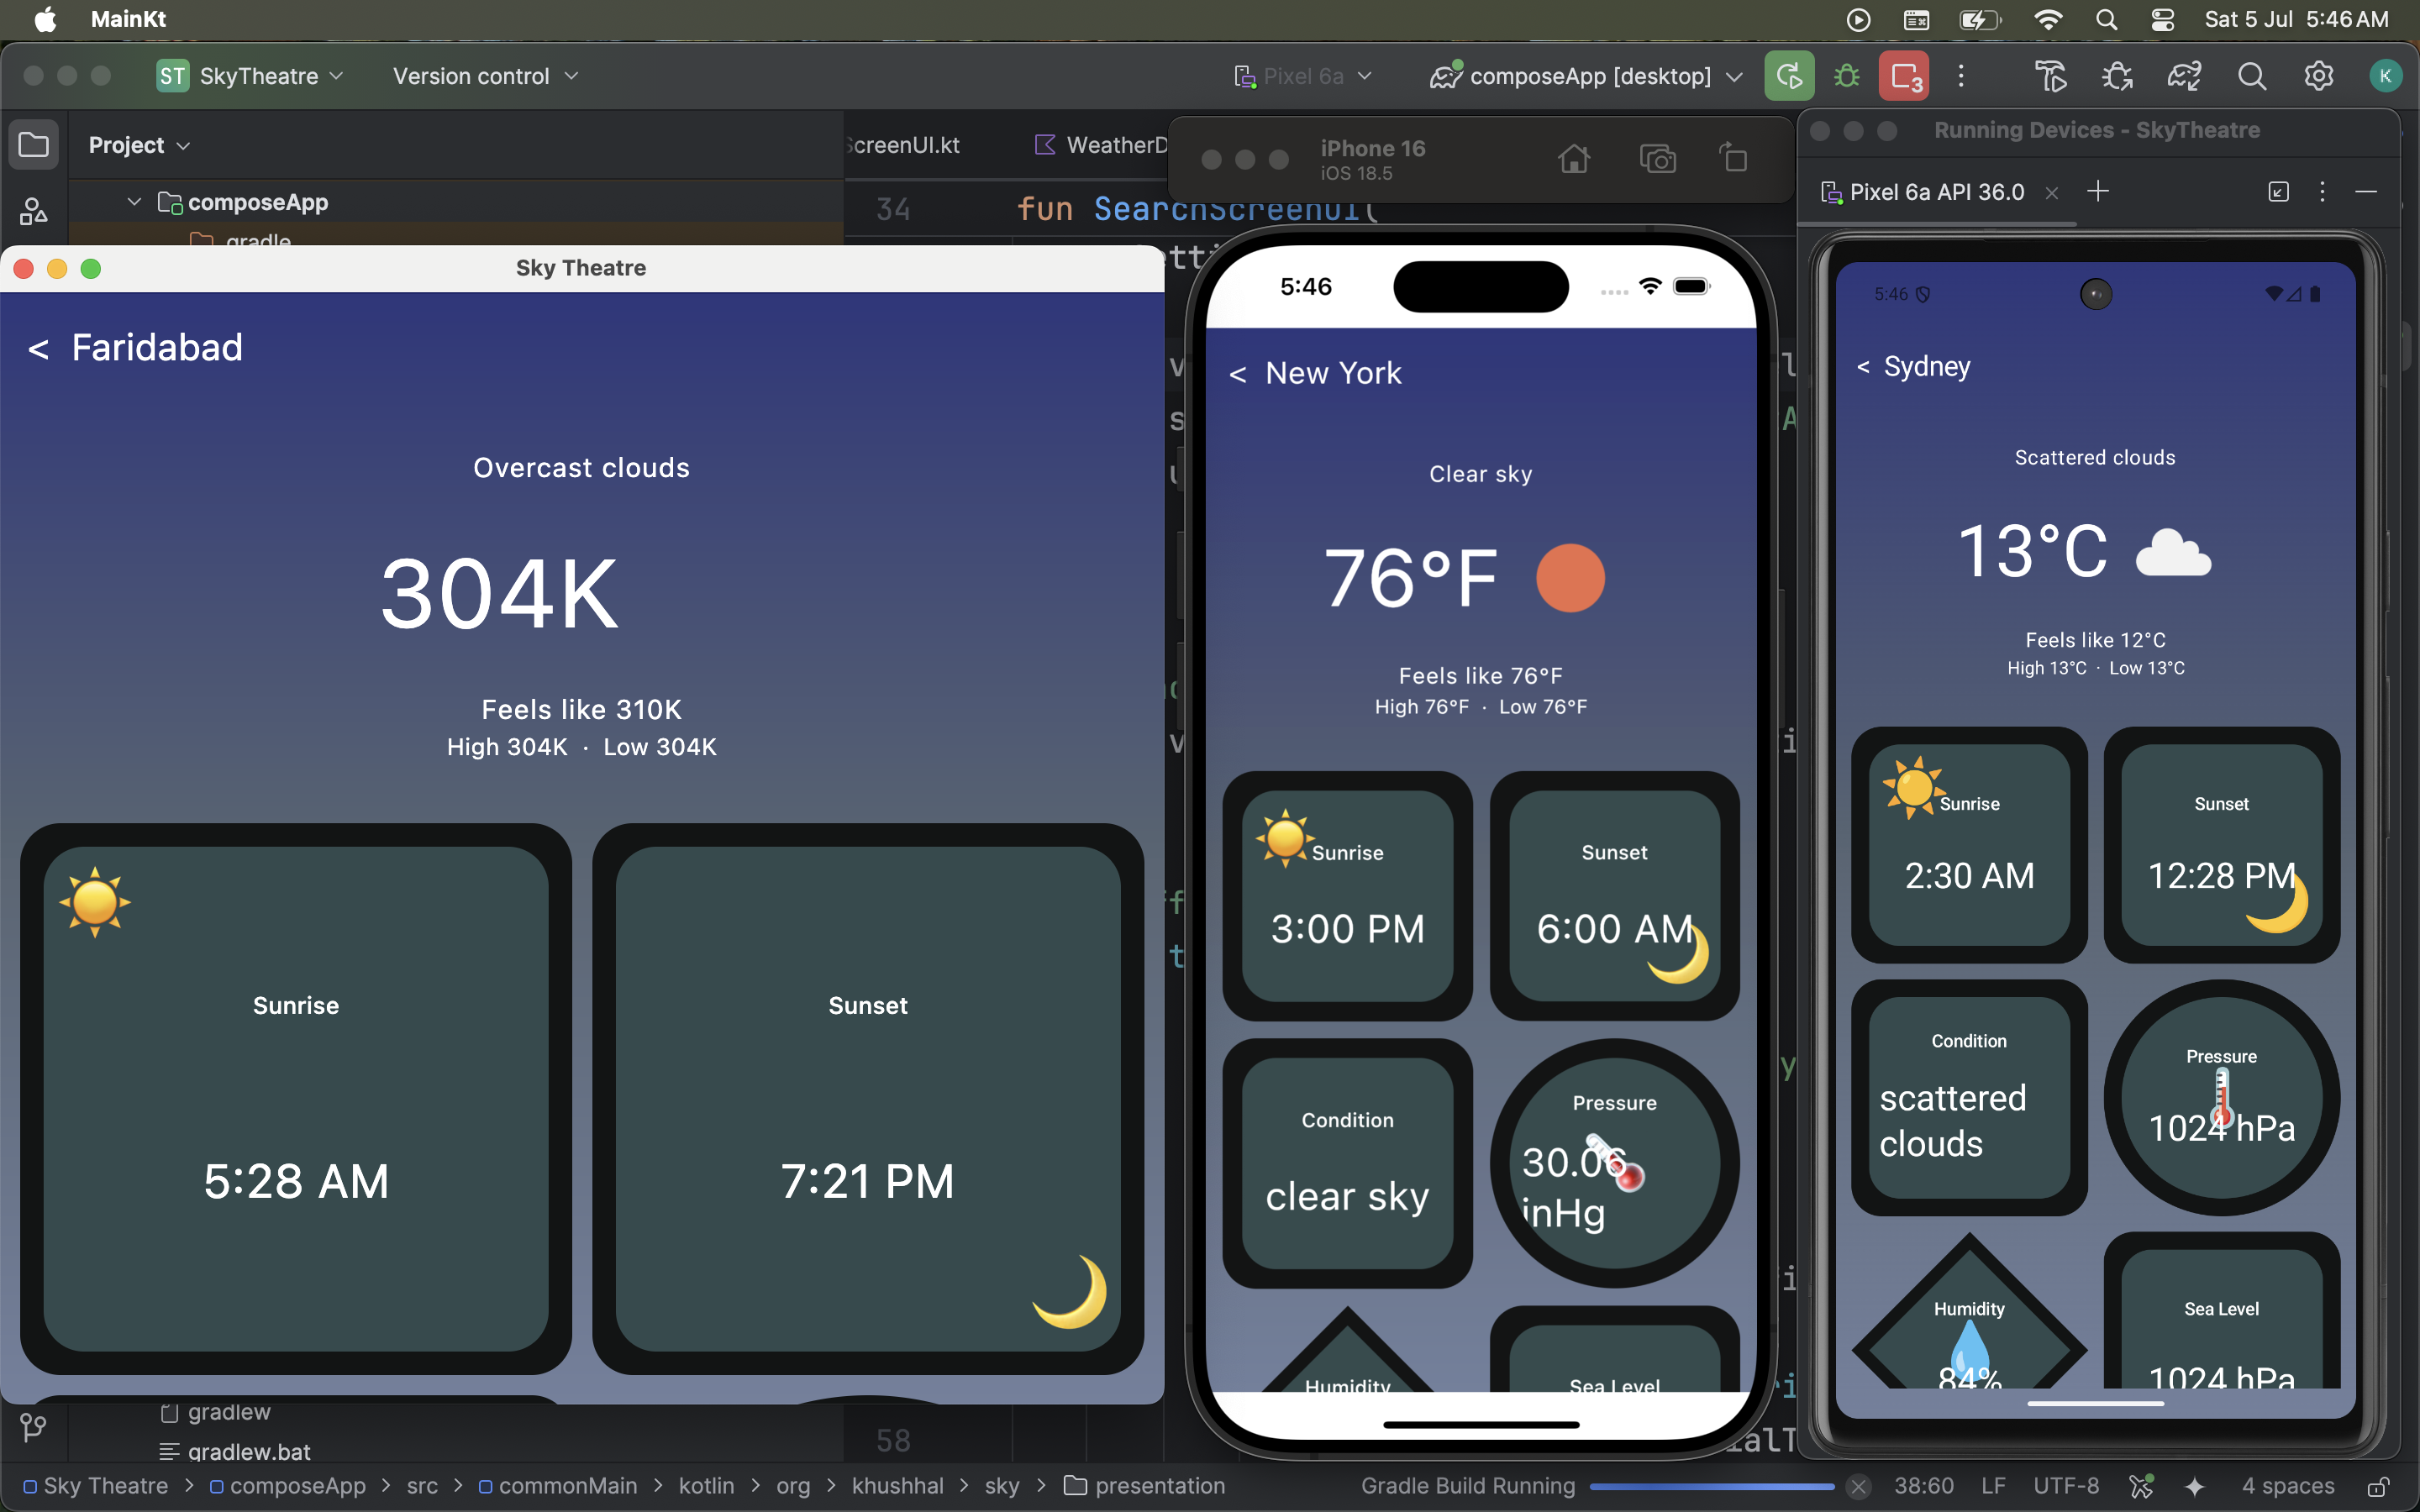 MainKt
Sat 5 Jul 5:46 AM
ST SkyTheatre
Version control
Pixel 6a
composeApp [desktop]
3
K
Project
ScreenUI.kt
iPhone 16
iOS 18.5
Running Devices - SkyTheatre
Pixel 6a API 36.0
composeApp
gradle
34
fun SearchScreenUI(
Sky Theatre
< Faridabad
Overcast clouds
304K
Feels like 310K
High 304K · Low 304K
Sunrise
5:28 AM
Sunset
7:21 PM
5:46
< New York
Clear sky
76°F
Feels like 76°F
High 76°F · Low 76°F
Sunrise
3:00 PM
Sunset
6:00 AM
Condition
clear sky
Pressure
30.06
inHg
Humidity
Sea Level
5:46
< Sydney
Scattered clouds
13°C
Feels like 12°C
High 13°C · Low 13°C
Sunrise
2:30 AM
Sunset
12:28 PM
Condition
scattered
clouds
Pressure
1024 hPa
Humidity
84%
Sea Level
1024 hPa
gradlew
gradlew.bat
58
Sky Theatre > composeApp > src > commonMain > kotlin > org > khushhal > sky > presentation
Gradle Build Running
38:60
LF
UTF-8
4 spaces